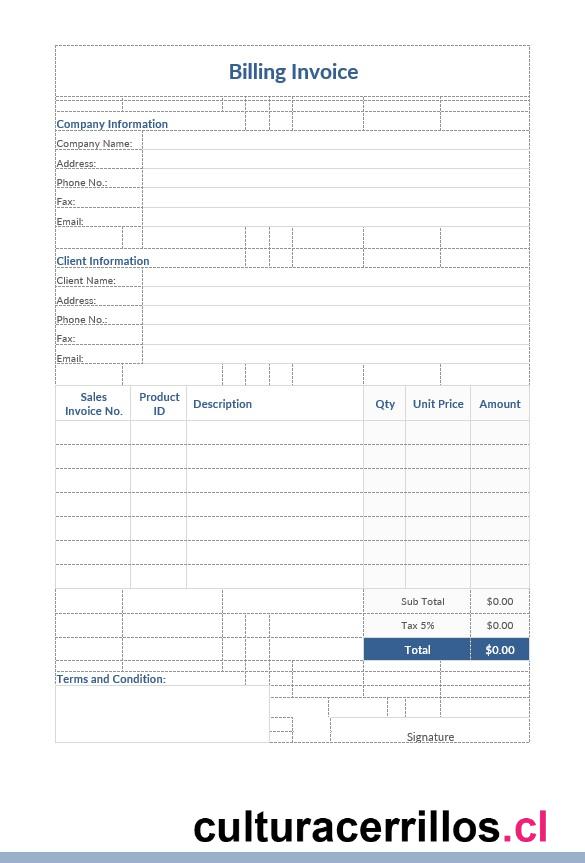 Billing Invoice
Company Information
Company Name:
Address:
Phone No.:
Fax:
Email:
Client Information
Client Name:
Address:
Phone No.:
Fax:
Email:
Sales Invoice No. Product ID Description Qty Unit Price Amount
Sub Total $0.00
Tax 5% $0.00
Total $0.00
Terms and Condition:
Signature
culturacerrillos.cl